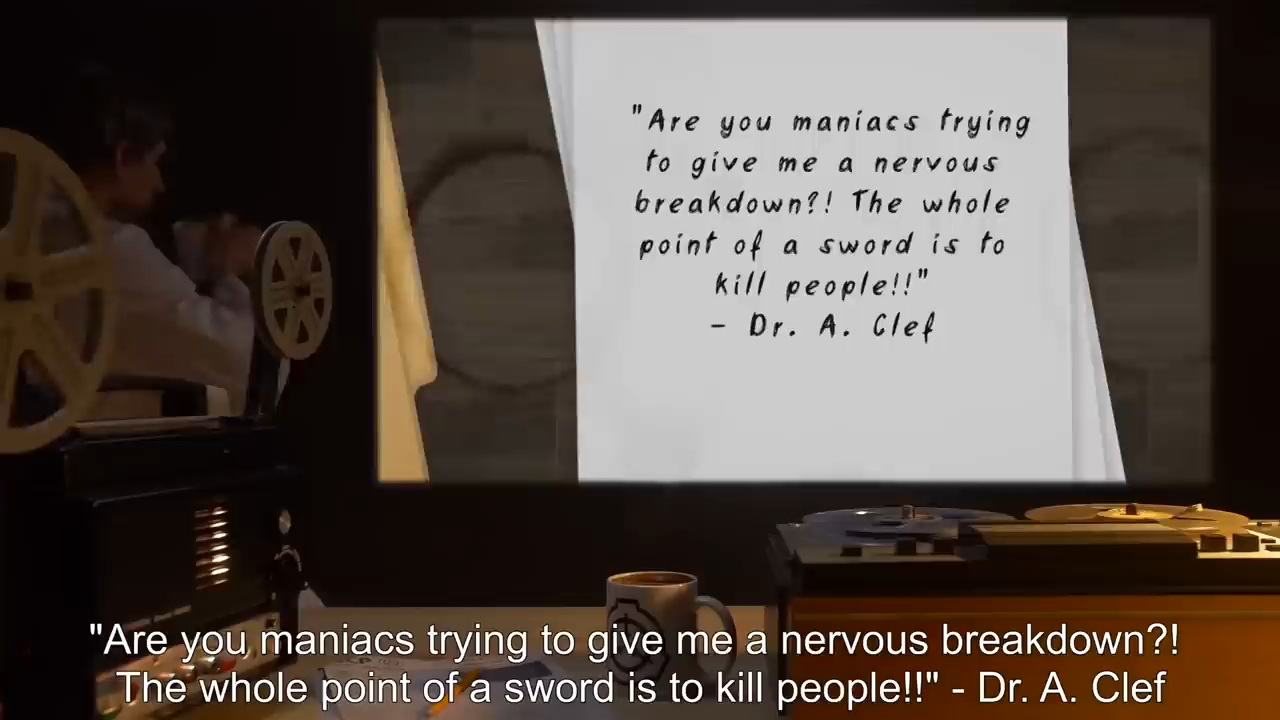 "Are you maniacs trying
to give me a nervous
breakdown?! The whole
point of a sword is to
kill people!!"
- Dr. A. Clef
"Are you maniacs trying to give me a nervous breakdown?!
The whole point of a sword is to kill people!!" - Dr. A. Clef